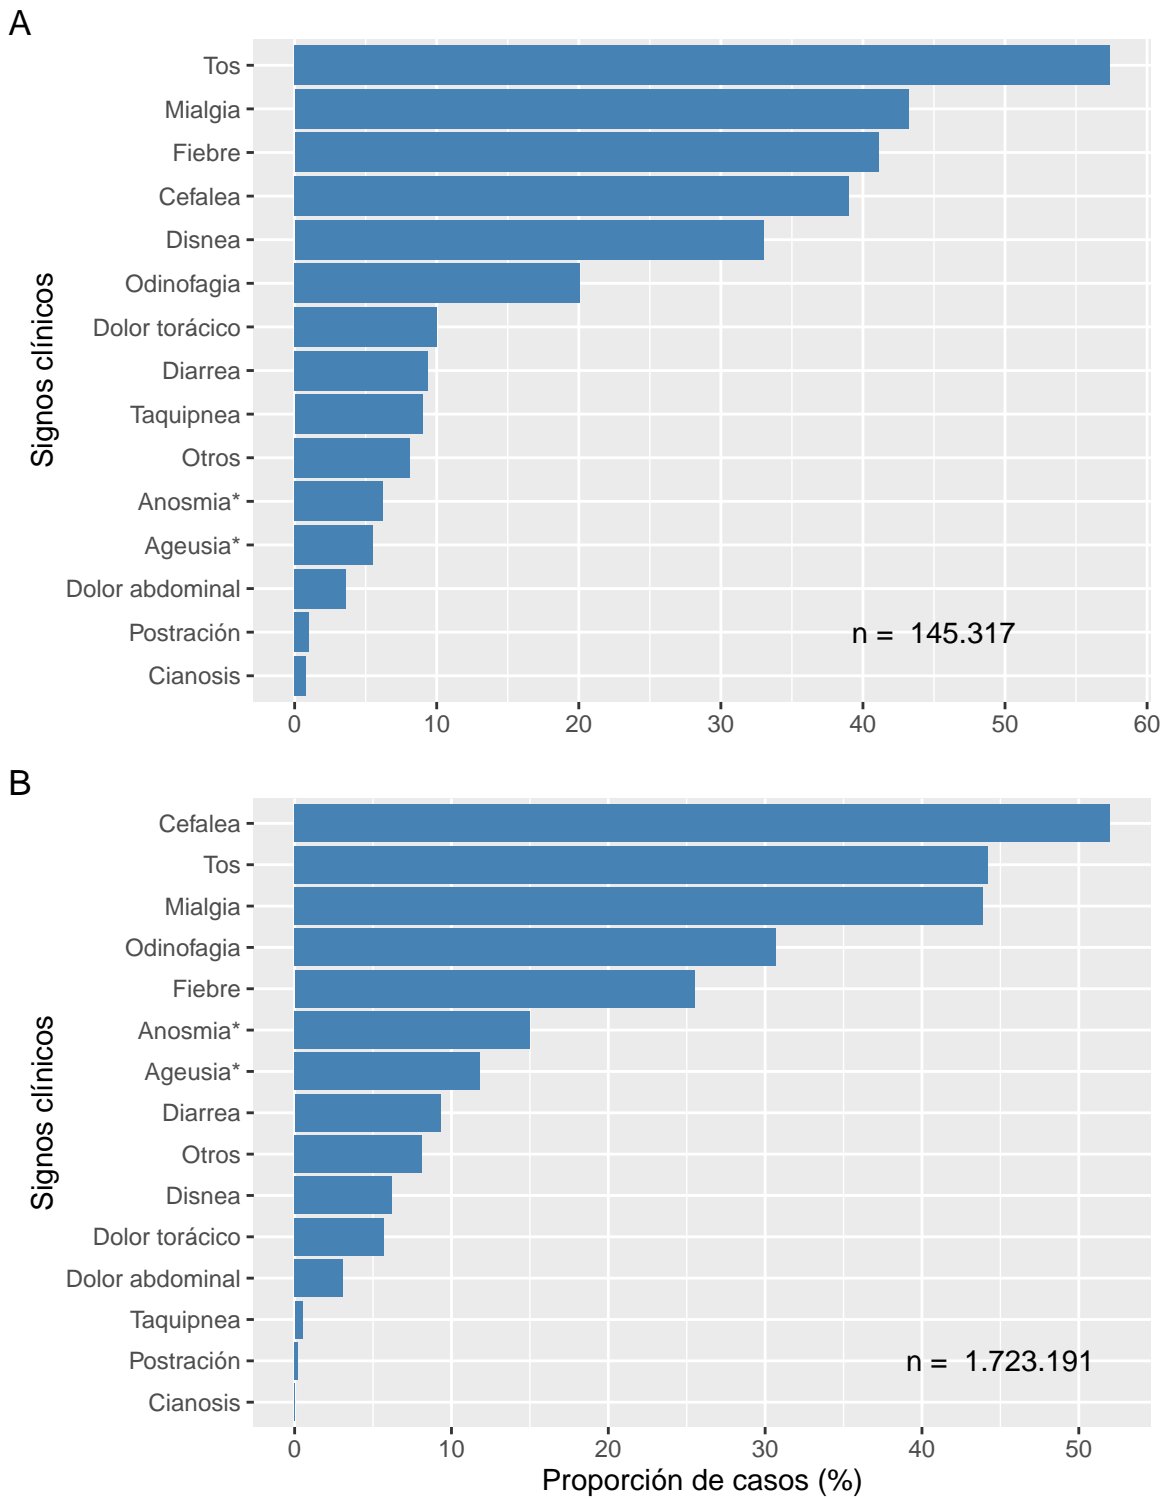 A
Tos
Mialgia
Fiebre
Cefalea
Disnea
Odinofagia
Dolor torácico
Diarrea
Taquipnea
Otros
Anosmia*
Ageusia*
Dolor abdominal
Postración
Cianosis
Signos clínicos
n = 145.317
0 10 20 30 40 50 60
B
Cefalea
Tos
Mialgia
Odinofagia
Fiebre
Anosmia*
Ageusia*
Diarrea
Otros
Disnea
Dolor torácico
Dolor abdominal
Taquipnea
Postración
Cianosis
Signos clínicos
n = 1.723.191
0 10 20 30 40 50
Proporción de casos (%)